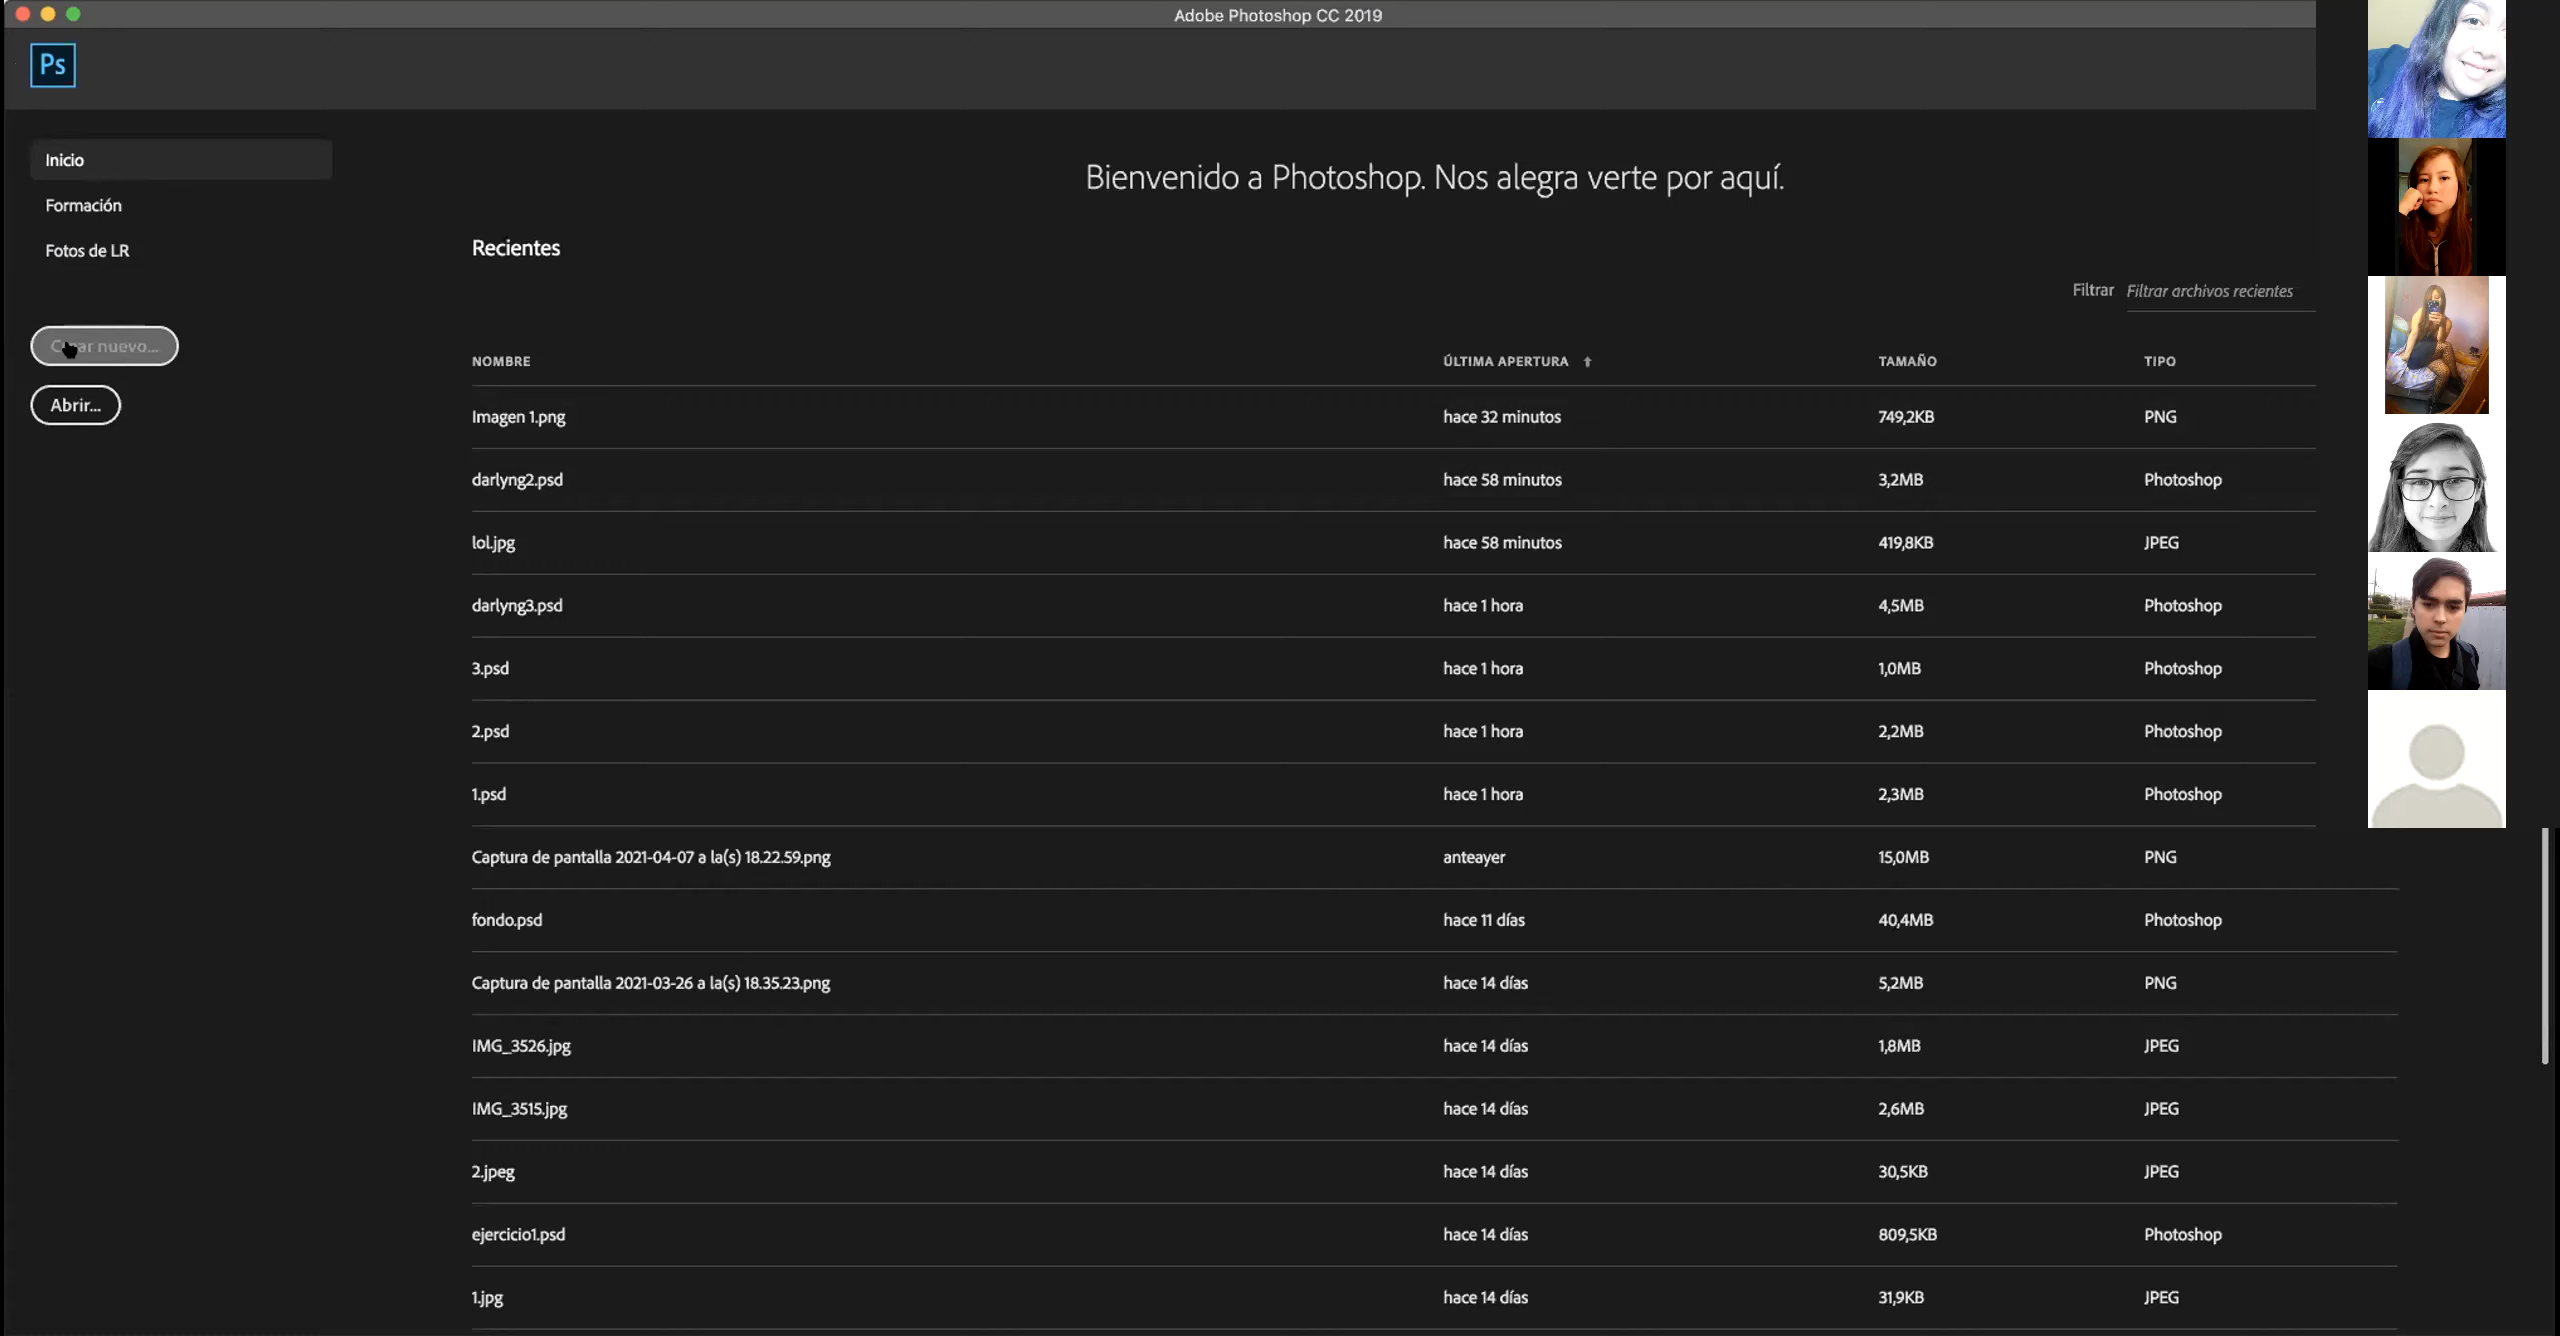 Adobe Photoshop CC 2019
Ps
Inicio
Formación
Fotos de LR
Crear nuevo...
Abrir...
Bienvenido a Photoshop. Nos alegra verte por aquí.
Recientes
Filtrar Filtrar archivos recientes
NOMBRE ÚLTIMA APERTURA TAMAÑO TIPO
Imagen 1.png hace 32 minutos 749,2KB PNG
darlyng2.psd hace 58 minutos 3,2MB Photoshop
lol.jpg hace 58 minutos 419,8KB JPEG
darlyng3.psd hace 1 hora 4,5MB Photoshop
3.psd hace 1 hora 1,0MB Photoshop
2.psd hace 1 hora 2,2MB Photoshop
1.psd hace 1 hora 2,3MB Photoshop
Captura de pantalla 2021-04-07 a la(s) 18.22.59.png anteayer 15,0MB PNG
fondo.psd hace 11 días 40,4MB Photoshop
Captura de pantalla 2021-03-26 a la(s) 18.35.23.png hace 14 días 5,2MB PNG
IMG_3526.jpg hace 14 días 1,8MB JPEG
IMG_3515.jpg hace 14 días 2,6MB JPEG
2.jpeg hace 14 días 30,5KB JPEG
ejercicio1.psd hace 14 días 809,5KB Photoshop
1.jpg hace 14 días 31,9KB JPEG